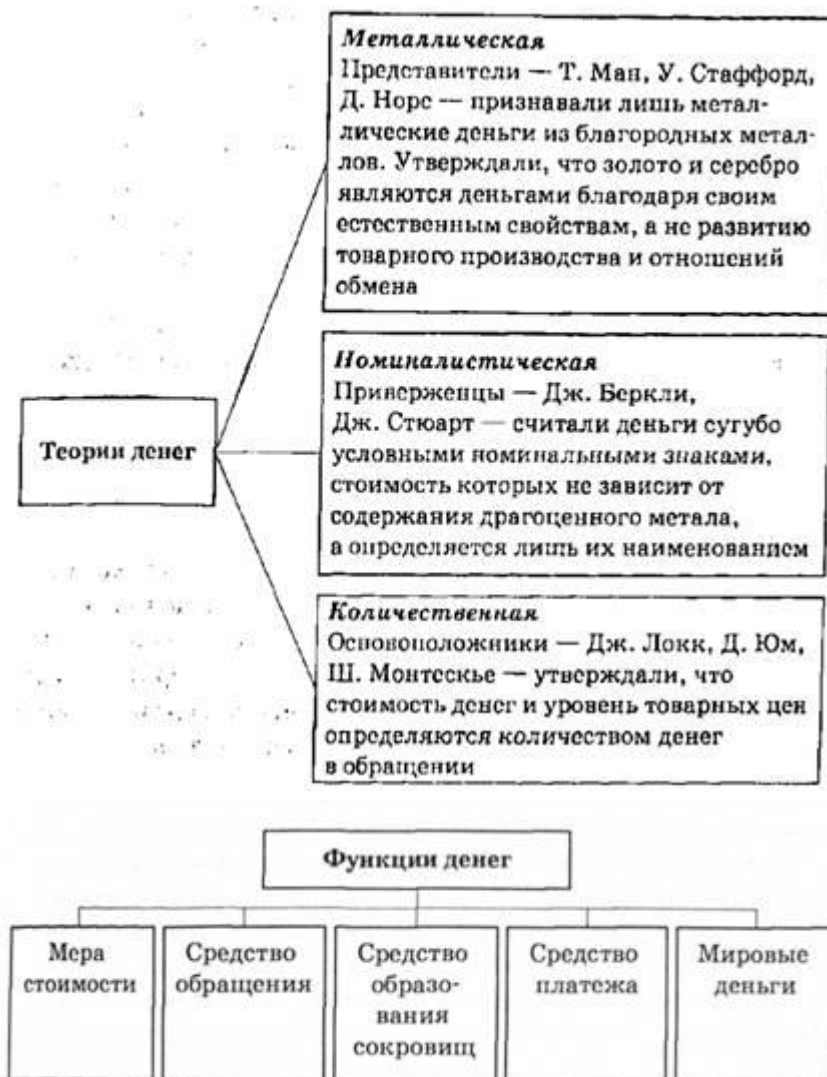 Металлическая
Представители — Т. Ман, У. Стаффорд,
Д. Норс — признавали лишь метал-
лические деньги из благородных метал-
лов. Утверждали, что золото и серебро
являются деньгами благодаря своим
естественным свойствам, а не развитию
товарного производства и отношений
обмена
Номиналистическая
Приверженцы — Дж. Беркли,
Дж. Стюарт — считали деньги сугубо
условными номинальными знаками,
стоимость которых не зависит от
содержания драгоценного метала,
а определяется лишь их наименованием
Теории денег
Количественная
Основоположники — Дж. Локк, Д. Юм,
Ш. Монтескье — утверждали, что
стоимость денег и уровень товарных цен
определяются количеством денег
в обращении
Функции денег
Мера
стоимости
Средство
обращения
Средство
образо-
вания
сокровищ
Средство
платежа
Мировые
деньги